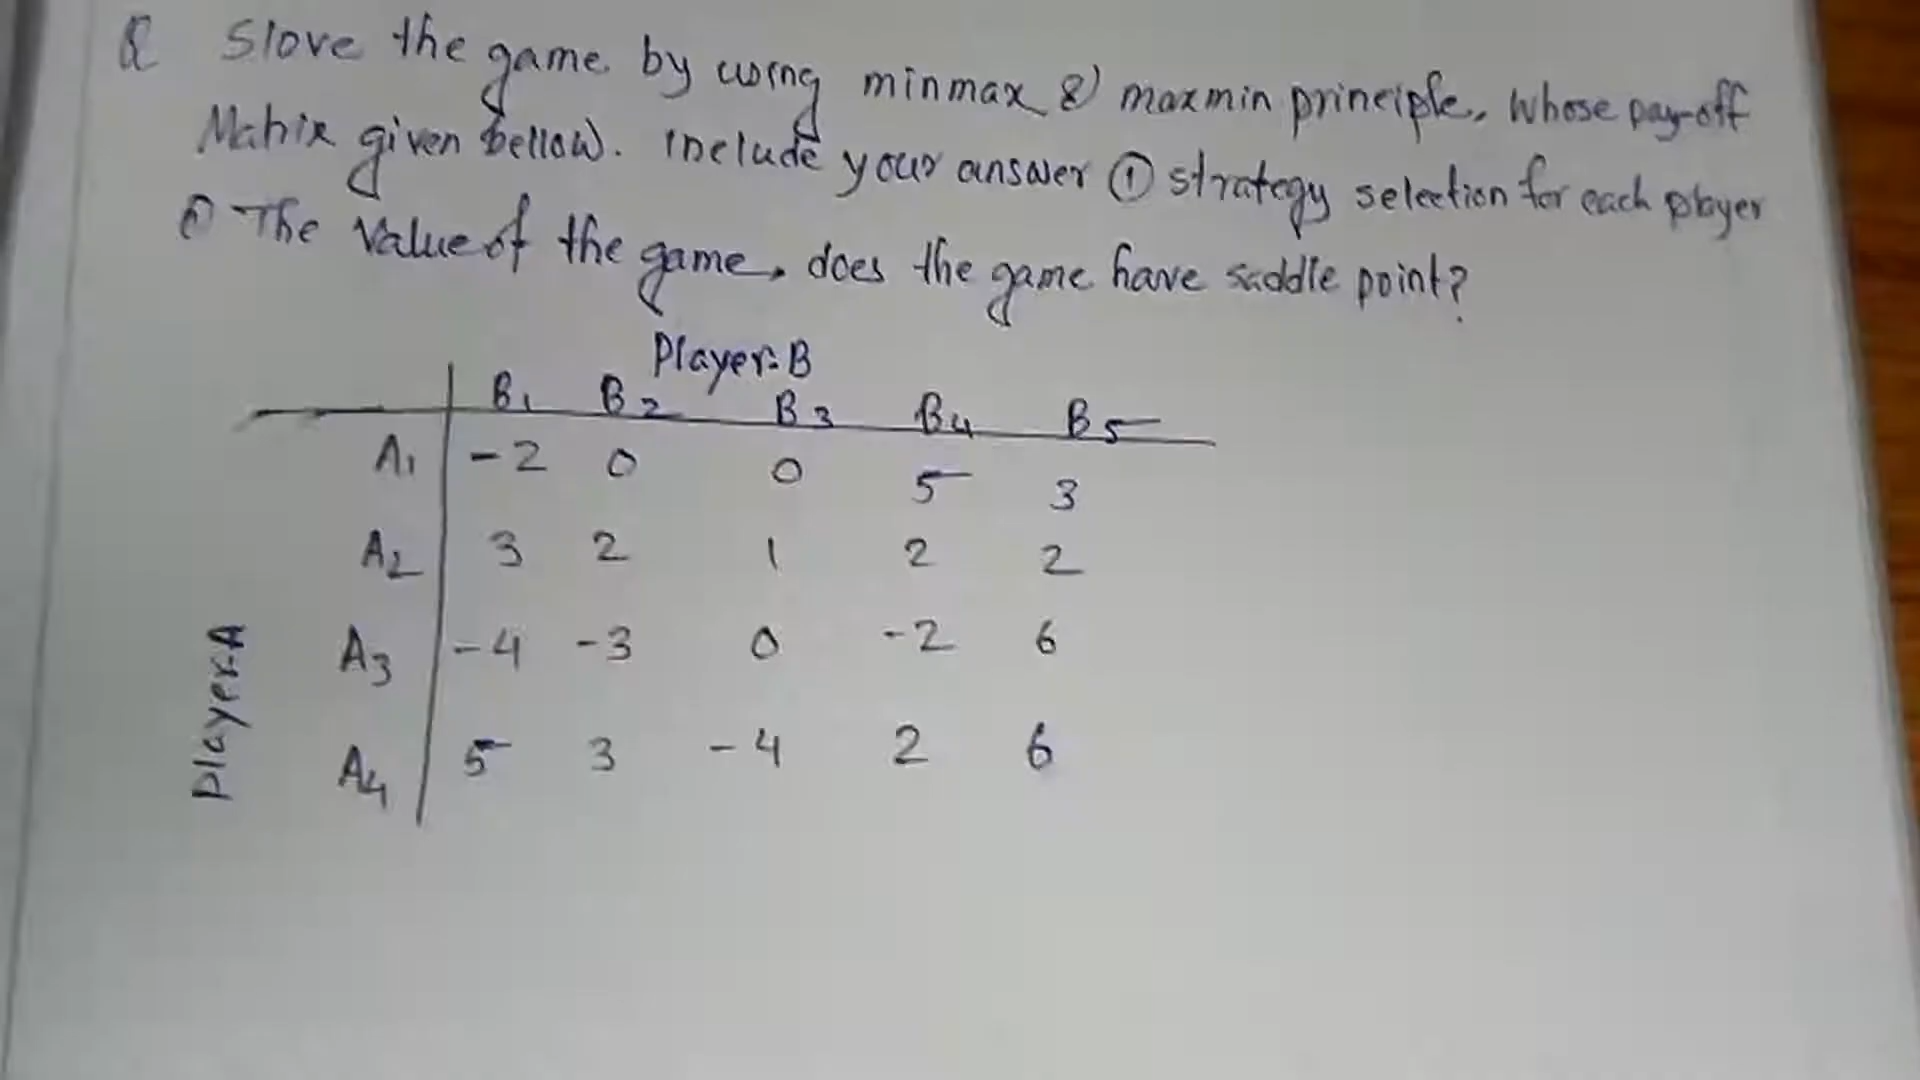 Q Slove the game by using minmax & maxmin principle, whose pay-off
Matrix given bellow. Include your answer ① strategy selection for each player
The Value of the game, does the game have saddle point?
Player:B
B1 B2 B3 B4 B5
A1 -2 0 0 5 3
A2 3 2 1 2 2
A3 -4 -3 0 -2 6
A4 5 3 -4 2 6
Player:A